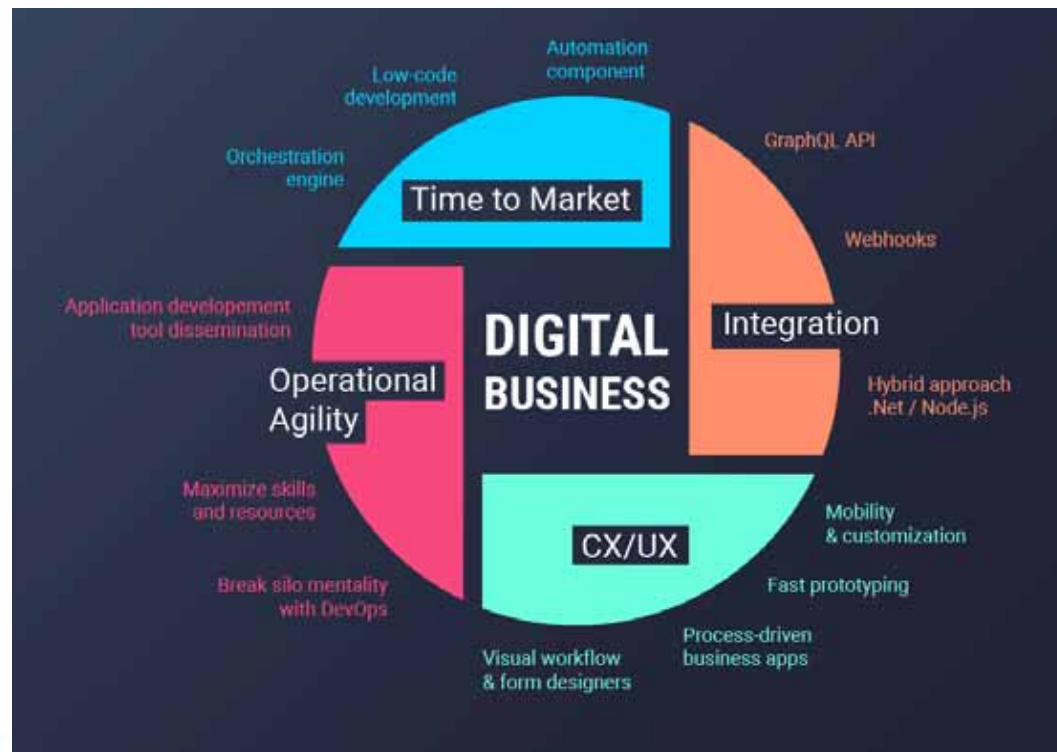 Automation
component
Low-code
development
Orchestration
engine
Time to Market
GraphQL API
Webhooks
Integration
Hybrid approach
.Net / Node.js
DIGITAL
BUSINESS
Application developement
tool dissemination
Operational
Agility
Maximize skills
and resources
Break silo mentality
with DevOps
CX/UX
Mobility
& customization
Fast prototyping
Process-driven
business apps
Visual workflow
& form designers